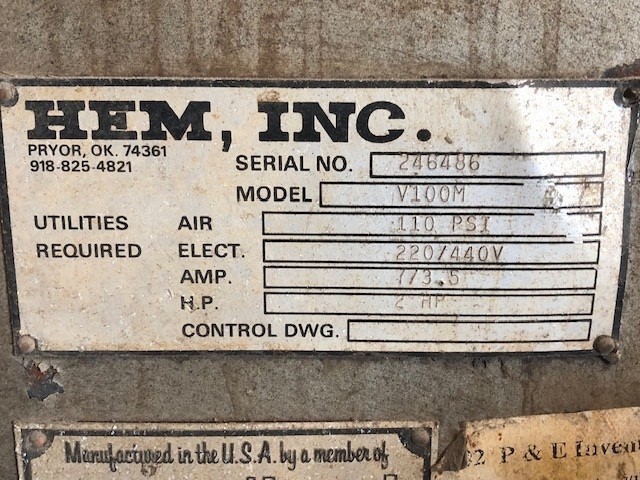 HEM, INC.
PRYOR, OK. 74361
918-825-4821
SERIAL NO. 246486
MODEL V100M
UTILITIES REQUIRED
AIR 110 PSI
ELECT. 220/440V
AMP. 7/3.5
H.P. 2 HP
CONTROL DWG.
Manufactured in the U.S.A. by a member of
P & E